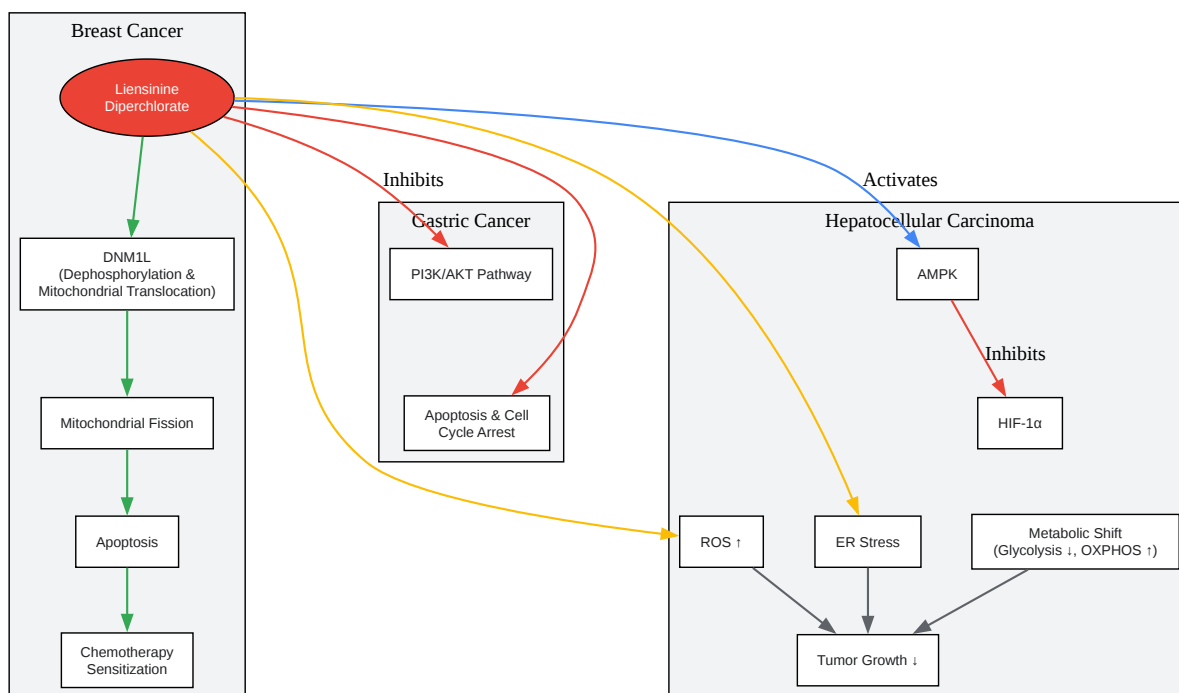 Breast Cancer
Liensinine
Diperchlorate
DNM1L
(Dephosphorylation &
Mitochondrial Translocation)
Mitochondrial Fission
Apoptosis
Chemotherapy
Sensitization
Inhibits
Gastric Cancer
PI3K/AKT Pathway
Apoptosis & Cell
Cycle Arrest
Activates
Hepatocellular Carcinoma
AMPK
Inhibits
HIF-1α
ROS ↑
ER Stress
Metabolic Shift
(Glycolysis ↓, OXPHOS ↑)
Tumor Growth ↓